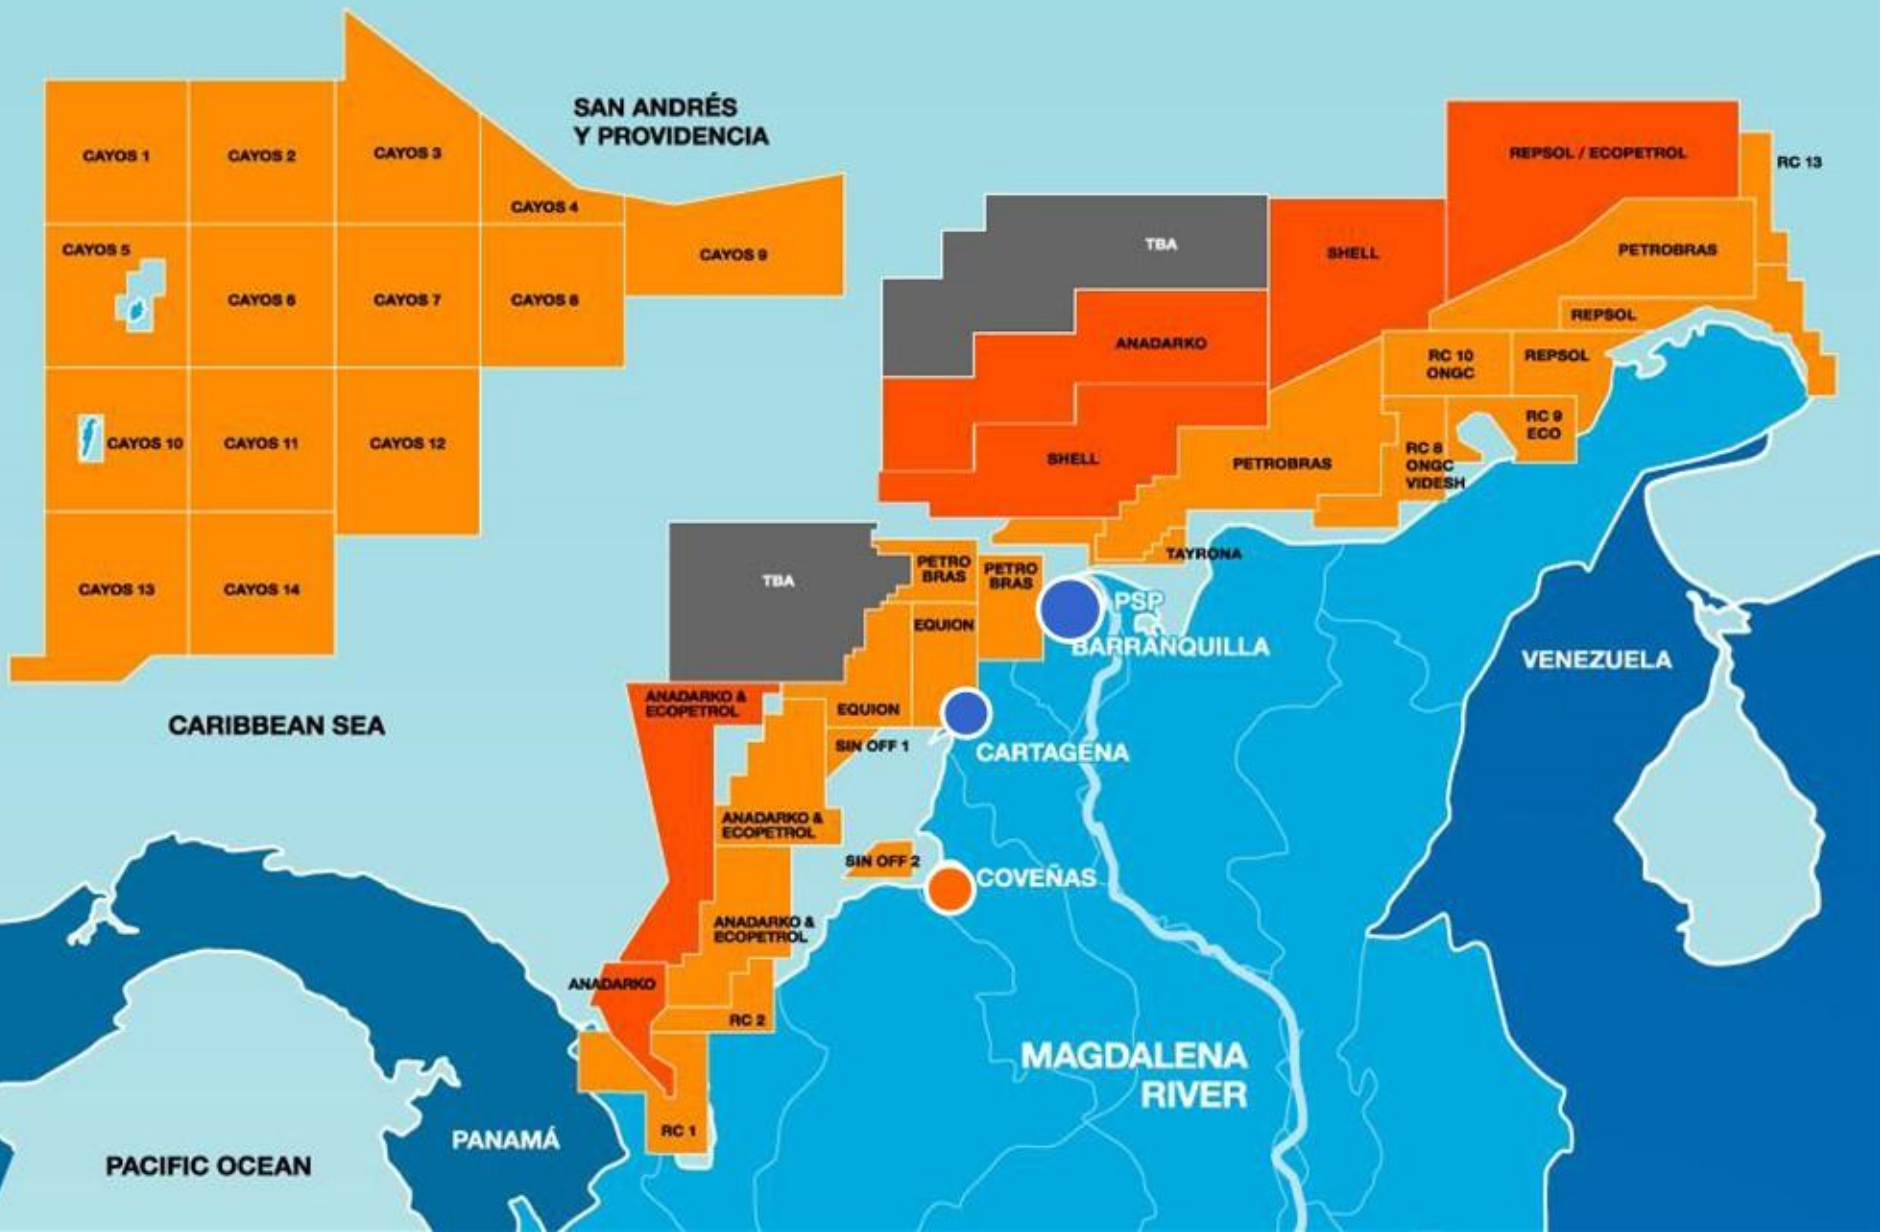 SAN ANDRÉS
Y PROVIDENCIA
CAYOS 1
CAYOS 2
CAYOS 3
CAYOS 4
CAYOS 5
CAYOS 6
CAYOS 7
CAYOS 8
CAYOS 9
CAYOS 10
CAYOS 11
CAYOS 12
CAYOS 13
CAYOS 14
REPSOL / ECOPETROL
RC 13
TBA
SHELL
PETROBRAS
REPSOL
ANADARKO
RC 10
ONGC
REPSOL
RC 9
ECO
RC 8
ONGC
VIDESH
SHELL
PETROBRAS
TAYRONA
TBA
PETRO
BRAS
PETRO
BRAS
EQUION
PSP
BARRANQUILLA
VENEZUELA
ANADARKO &
ECOPETROL
EQUION
SIN OFF 1
CARTAGENA
CARIBBEAN SEA
ANADARKO &
ECOPETROL
SIN OFF 2
COVEÑAS
ANADARKO &
ECOPETROL
ANADARKO
RC 2
MAGDALENA
RIVER
RC 1
PANAMÁ
PACIFIC OCEAN